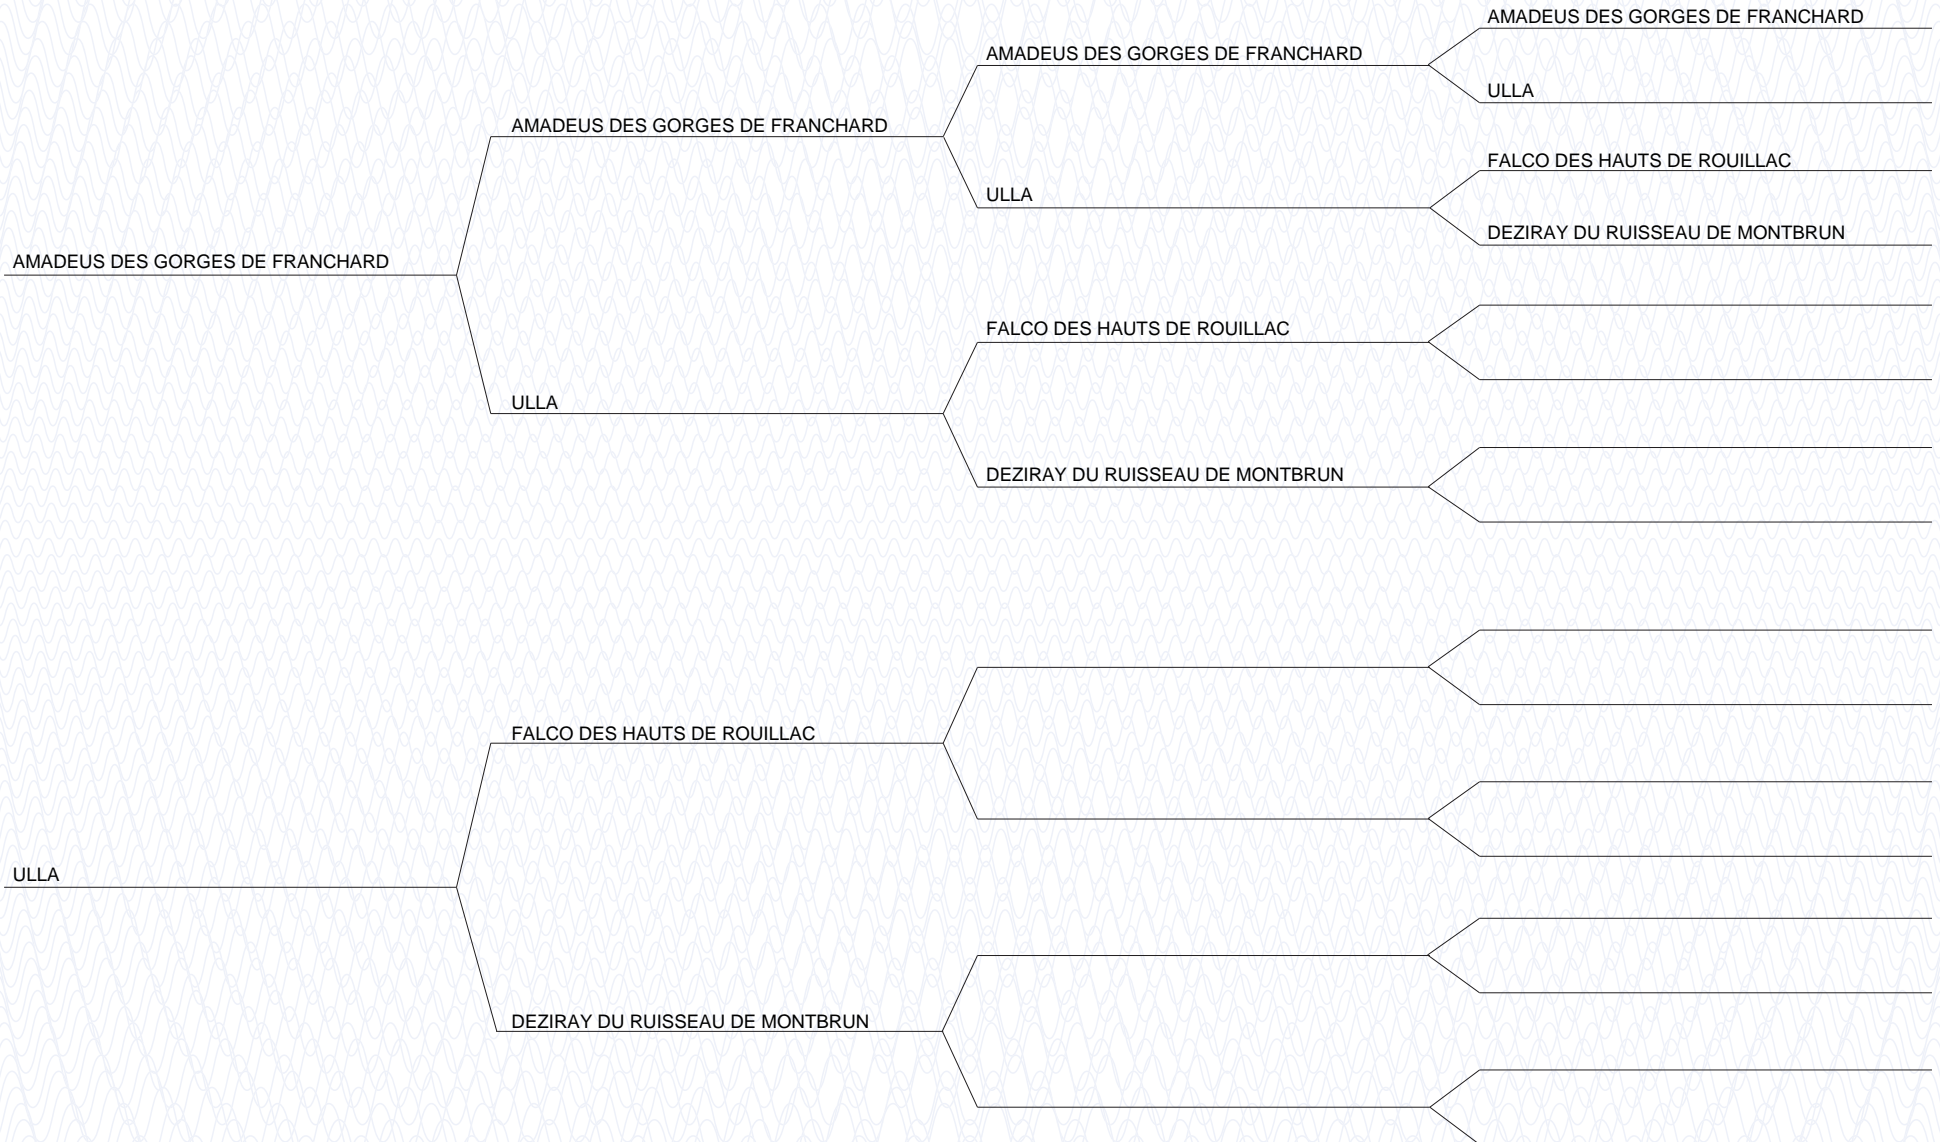 AMADEUS DES GORGES DE FRANCHARD
AMADEUS DES GORGES DE FRANCHARD
ULLA
AMADEUS DES GORGES DE FRANCHARD
ULLA
FALCO DES HAUTS DE ROUILLAC
DEZIRAY DU RUISSEAU DE MONTBRUN
AMADEUS DES GORGES DE FRANCHARD
FALCO DES HAUTS DE ROUILLAC
ULLA
DEZIRAY DU RUISSEAU DE MONTBRUN
FALCO DES HAUTS DE ROUILLAC
ULLA
DEZIRAY DU RUISSEAU DE MONTBRUN